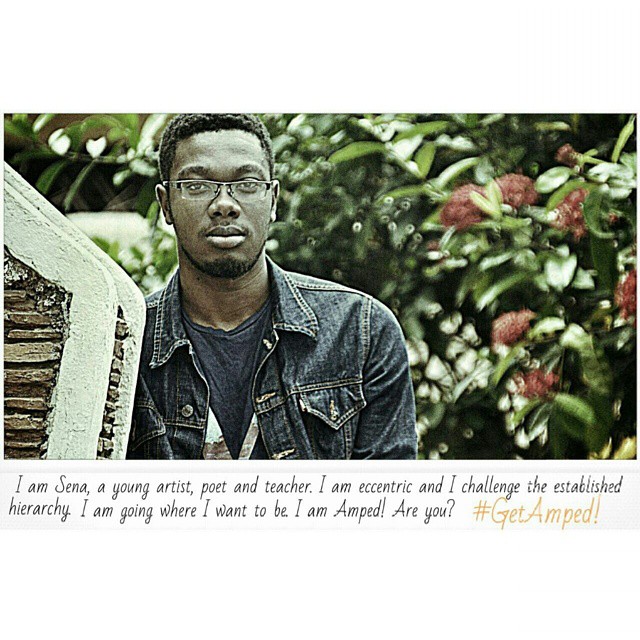 I am Sena, a young artist, poet and teacher. I am eccentric and I challenge the established
hierarchy. I am going where I want to be. I am Amped! Are you? #GetAmped!